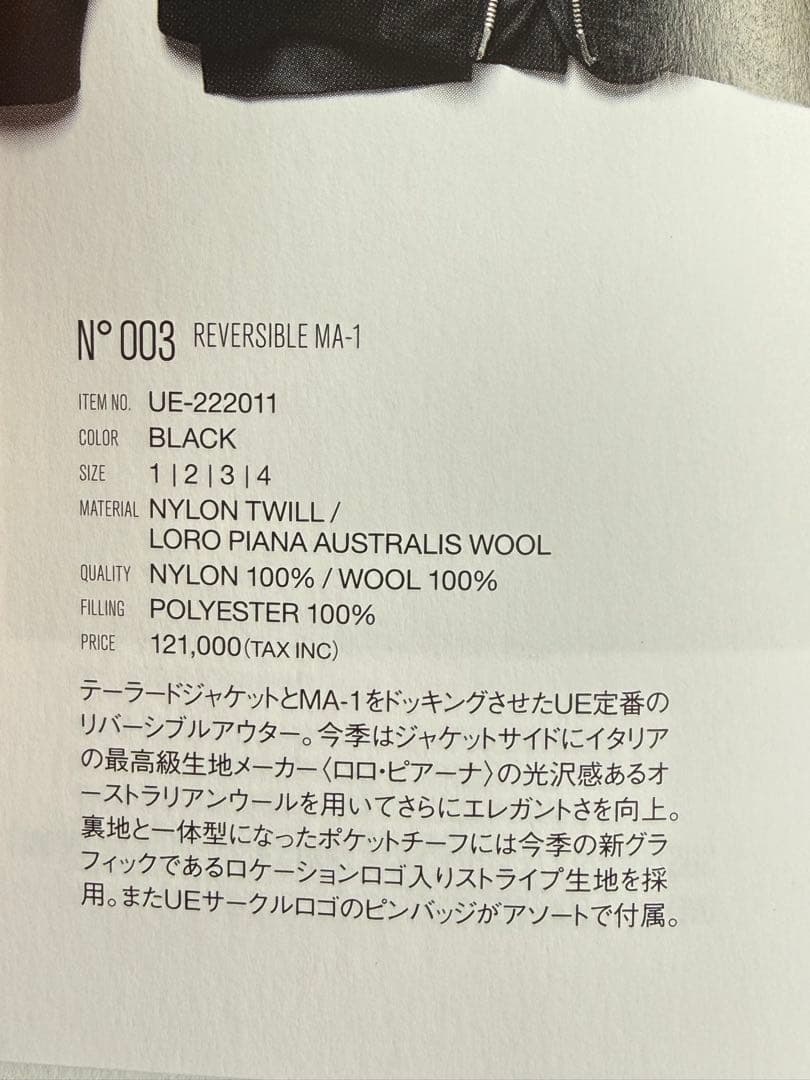 N° 003 REVERSIBLE MA-1
ITEM NO. UE-222011
COLOR BLACK
SIZE 1 | 2 | 3 | 4
MATERIAL NYLON TWILL /
LORO PIANA AUSTRALIS WOOL
QUALITY NYLON 100% / WOOL 100%
FILLING POLYESTER 100%
PRICE 121,000(TAX INC)
テーラードジャケットとMA-1をドッキングさせたUE定番の
リバーシブルアウター。今季はジャケットサイドにイタリア
の最高級生地メーカー〈ロロ・ピアーナ〉の光沢感あるオ
ーストラリアンウールを用いてさらにエレガントさを向上。
裏地と一体型になったポケットチーフには今季の新グラ
フィックであるロケーションロゴ入りストライプ生地を採
用。またUEサークルロゴのピンバッジがアソートで付属。